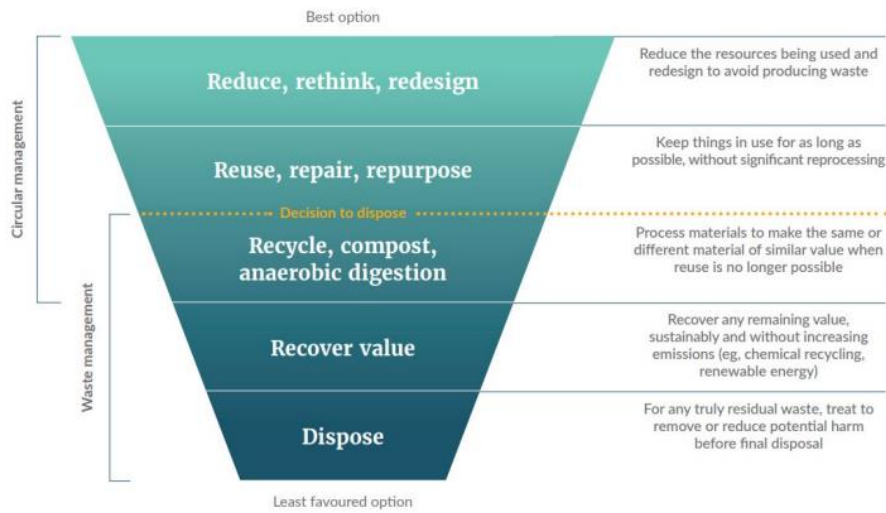 Best option
Circular management
Waste management
Reduce, rethink, redesign
Reduce the resources being used and
redesign to avoid producing waste
Reuse, repair, repurpose
Keep things in use for as long as
possible, without significant reprocessing
Decision to dispose
Recycle, compost,
anaerobic digestion
Process materials to make the same or
different material of similar value when
reuse is no longer possible
Recover value
Recover any remaining value,
sustainably and without increasing
emissions (eg, chemical recycling,
renewable energy)
Dispose
For any truly residual waste, treat to
remove or reduce potential harm
before final disposal
Least favoured option